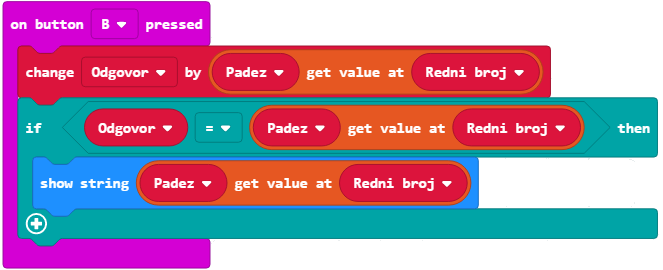 on button B pressed
change Odgovor by Padez get value at Redni broj
if Odgovor = Padez get value at Redni broj then
show string Padez get value at Redni broj